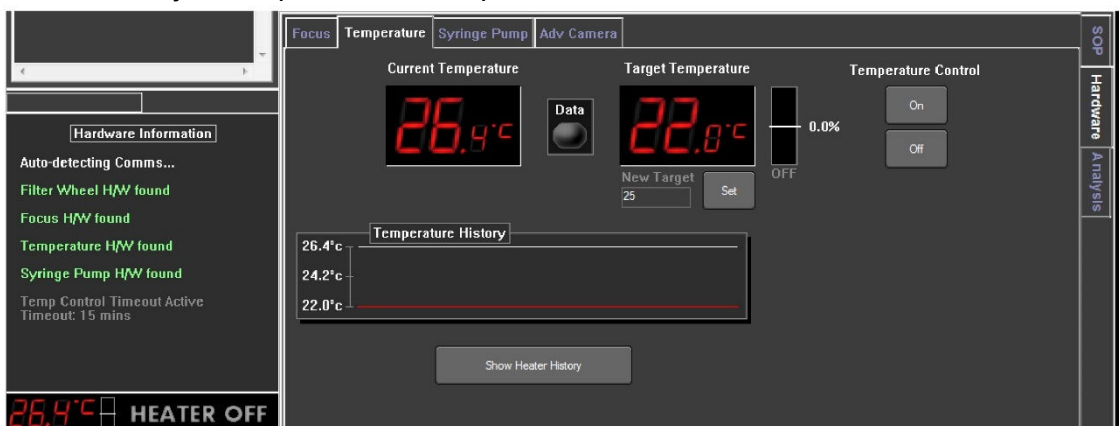 Focus Temperature Syringe Pump Adv Camera
SOP
Hardware
Analysis
Current Temperature
Target Temperature
Temperature Control
26.4°C
Data
22.0°C
0.0%
OFF
On
Off
New Target
25
Set
Temperature History
26.4°c
24.2°c
22.0°c
Show Heater History
Hardware Information
Auto-detecting Comms...
Filter Wheel H/W found
Focus H/W found
Temperature H/W found
Syringe Pump H/W found
Temp Control Timeout Active
Timeout: 15 mins
26.4°C HEATER OFF